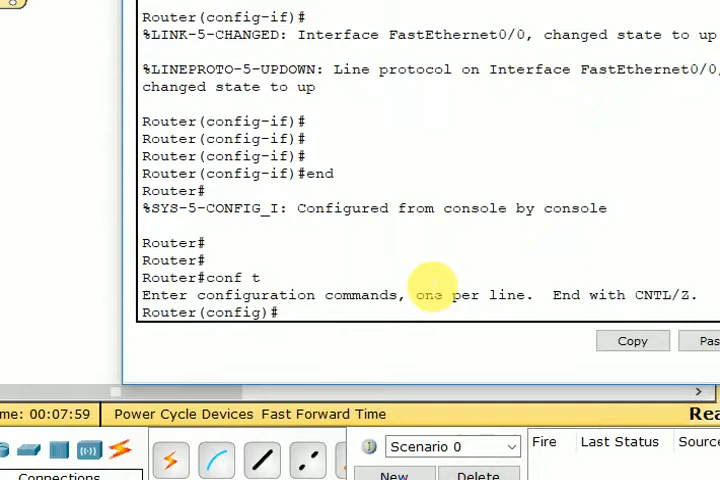 Router(config-if)#
%LINK-5-CHANGED: Interface FastEthernet0/0, changed state to up
%LINEPROTO-5-UPDOWN: Line protocol on Interface FastEthernet0/0,
changed state to up
Router(config-if)#
Router(config-if)#
Router(config-if)#
Router(config-if)#end
Router#
%SYS-5-CONFIG_I: Configured from console by console
Router#
Router#
Router#conf t
Enter configuration commands, one per line.  End with CNTL/Z.
Router(config)#
Copy
Pas
me: 00:07:59
Power Cycle Devices Fast Forward Time
Rea
Scenario 0
Fire
Last Status
Source
New
Delete
Connections